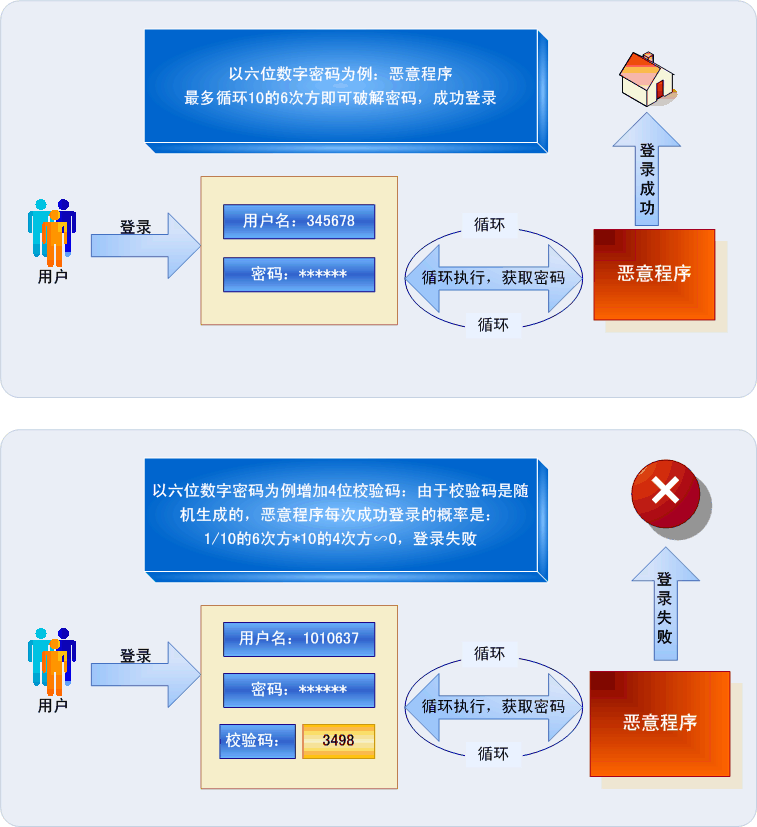 以六位数字密码为例：恶意程序
最多循环10的6次方即可破解密码，成功登录
登录成功
用户
登录
用户名：345678
密码：******
循环
循环执行，获取密码
循环
恶意程序
以六位数字密码为例增加4位校验码：由于校验码是随
机生成的，恶意程序每次成功登录的概率是：
1/10的6次方*10的4次方∽0，登录失败
登录失败
用户
登录
用户名：1010637
密码：******
校验码：
3498
循环
循环执行，获取密码
循环
恶意程序